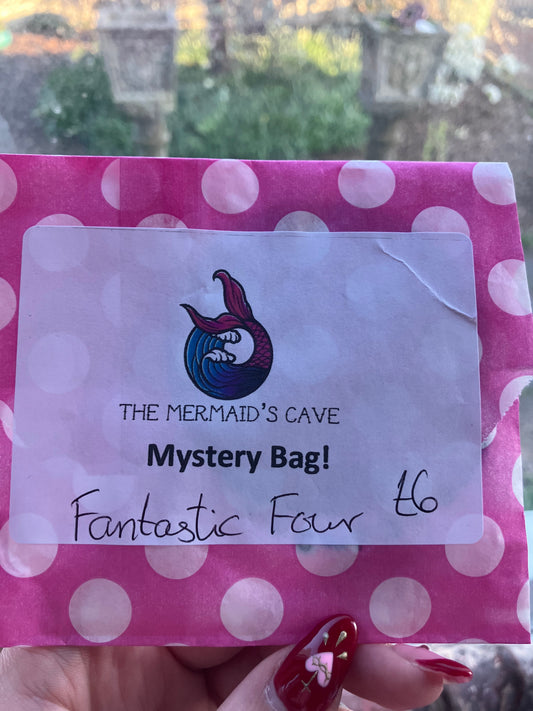 THE MERMAID'S CAVE
Mystery Bag!
Fantastic Four £6